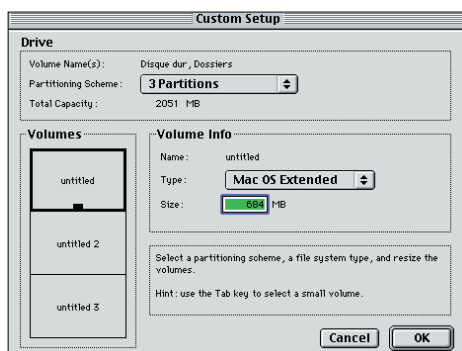 Custom Setup
Drive
Volume Name(s): Disque dur, Dossiers
Partitioning Scheme: 3 Partitions
Total Capacity: 2051 MB
Volumes
untitled
untitled 2
untitled 3
Volume Info
Name: untitled
Type: Mac OS Extended
Size: 684 MB
Select a partitioning scheme, a file system type, and resize the
volumes.
Hint: use the Tab key to select a small volume.
Cancel OK